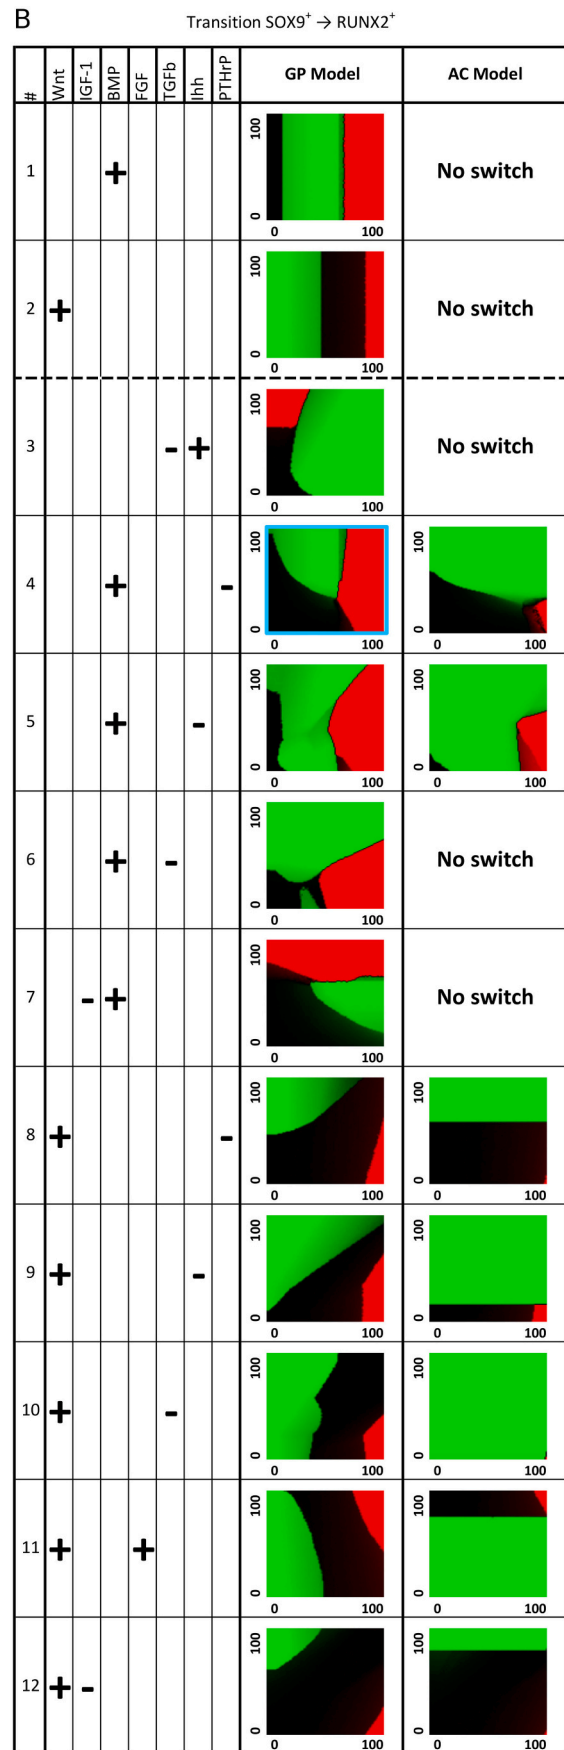 B
Transition SOX9+ → RUNX2+
# Wnt IGF-1 BMP FGF TGFb Ihh PTHrP GP Model AC Model
1 + 100 0 0 100 No switch
2 + 100 0 0 100 No switch
3 - + 100 0 0 100 No switch
4 + - 100 0 0 100 100 0 0 100
5 + - 100 0 0 100 100 0 0 100
6 + - 100 0 0 100 No switch
7 - + 100 0 0 100 No switch
8 + - 100 0 0 100 100 0 0 100
9 + - 100 0 0 100 100 0 0 100
10 + - 100 0 0 100 100 0 0 100
11 + + 100 0 0 100 100 0 0 100
12 + - 100 0 0 100 100 0 0 100